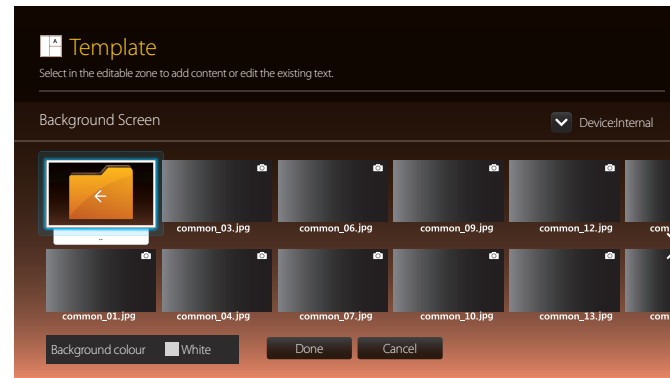 A
Template
Select in the editable zone to add content or edit the existing text.
Background Screen
Device:Internal
..
common_03.jpg
common_06.jpg
common_09.jpg
common_12.jpg
com
common_01.jpg
common_04.jpg
common_07.jpg
common_10.jpg
common_13.jpg
com
Background colour
White
Done
Cancel